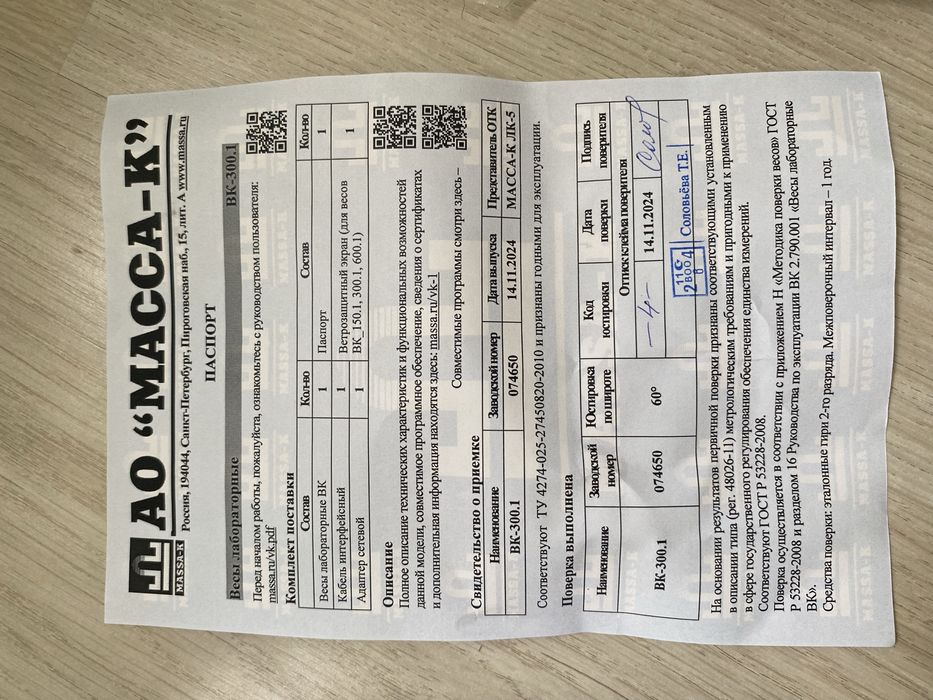 АО “МАССА-К”
МАССА-К
Россия, 194044, Санкт-Петербург, Пироговская наб., 15, лит. А www.massa.ru
ПАСПОРТ
Весы лабораторные ВК-300.1
Перед началом работы, пожалуйста, ознакомьтесь с руководством пользователя:
massa.ru/vk.pdf
Комплект поставки
Состав Кол-во Состав Кол-во
Весы лабораторные ВК 1 Паспорт 1
Кабель интерфейсный 1 Ветрозащитный экран (для весов
Адаптер сетевой 1 ВК_150.1, 300.1, 600.1) 1
Описание
Полное описание технических характеристик и функциональных возможностей
данной модели, совместимое программное обеспечение, сведения о сертификатах
и дополнительная информация находятся здесь: massa.ru/vk-1
Совместимые программы смотри здесь –
Свидетельство о приемке
Наименование Заводской номер Дата выпуска Представитель ОТК
ВК-300.1 074650 14.11.2024 МАССА-К ЛК-5
Соответствуют ТУ 4274-025-27450820-2010 и признаны годными для эксплуатации.
Поверка выполнена
Наименование Заводской номер Юстировка по широте Код юстировки Дата поверки Подпись поверителя
Оттиск клейма поверителя
ВК-300.1 074650 60° –4– 14.11.2024
Соловьёва Т.Е.
На основании результатов первичной поверки признаны соответствующими установленным
в описании типа (рег. 48026-11) метрологическим требованиям и пригодными к применению
в сфере государственного регулирования обеспечения единства измерений.
Соответствуют ГОСТ Р 53228-2008.
Поверка осуществляется в соответствии с приложением Н «Методика поверки весов» ГОСТ
Р 53228-2008 и разделом 16 Руководства по эксплуатации ВК 2.790.001 «Весы лабораторные
ВК».
Средства поверки: эталонные гири 2-го разряда. Межповерочный интервал – 1 год.